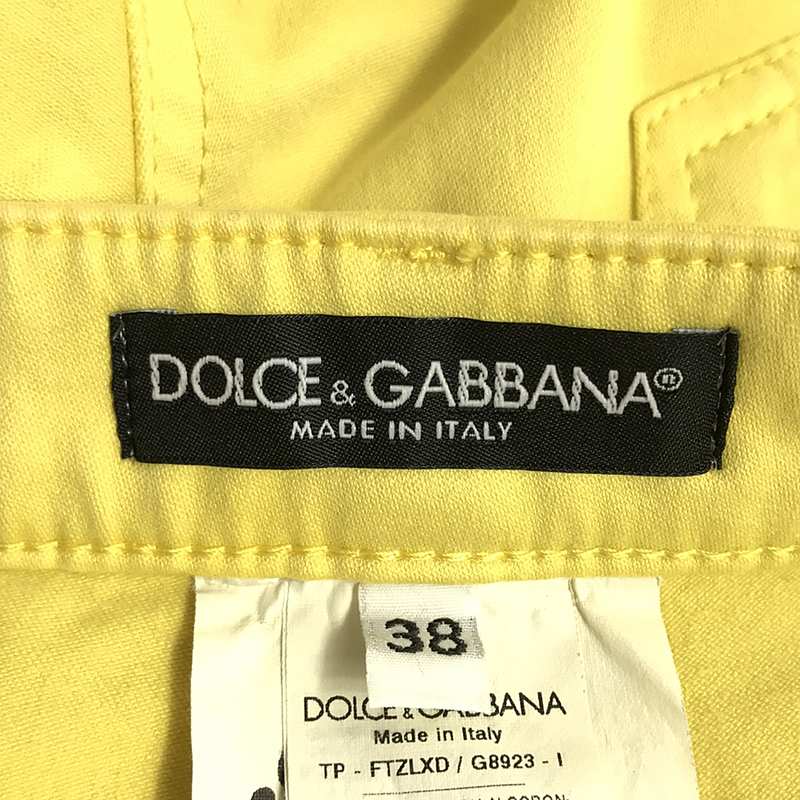 DOLCE & GABBANA®
MADE IN ITALY
38
DOLCE & GABBANA
Made in Italy
TP - FTZLXD / G8923 - I